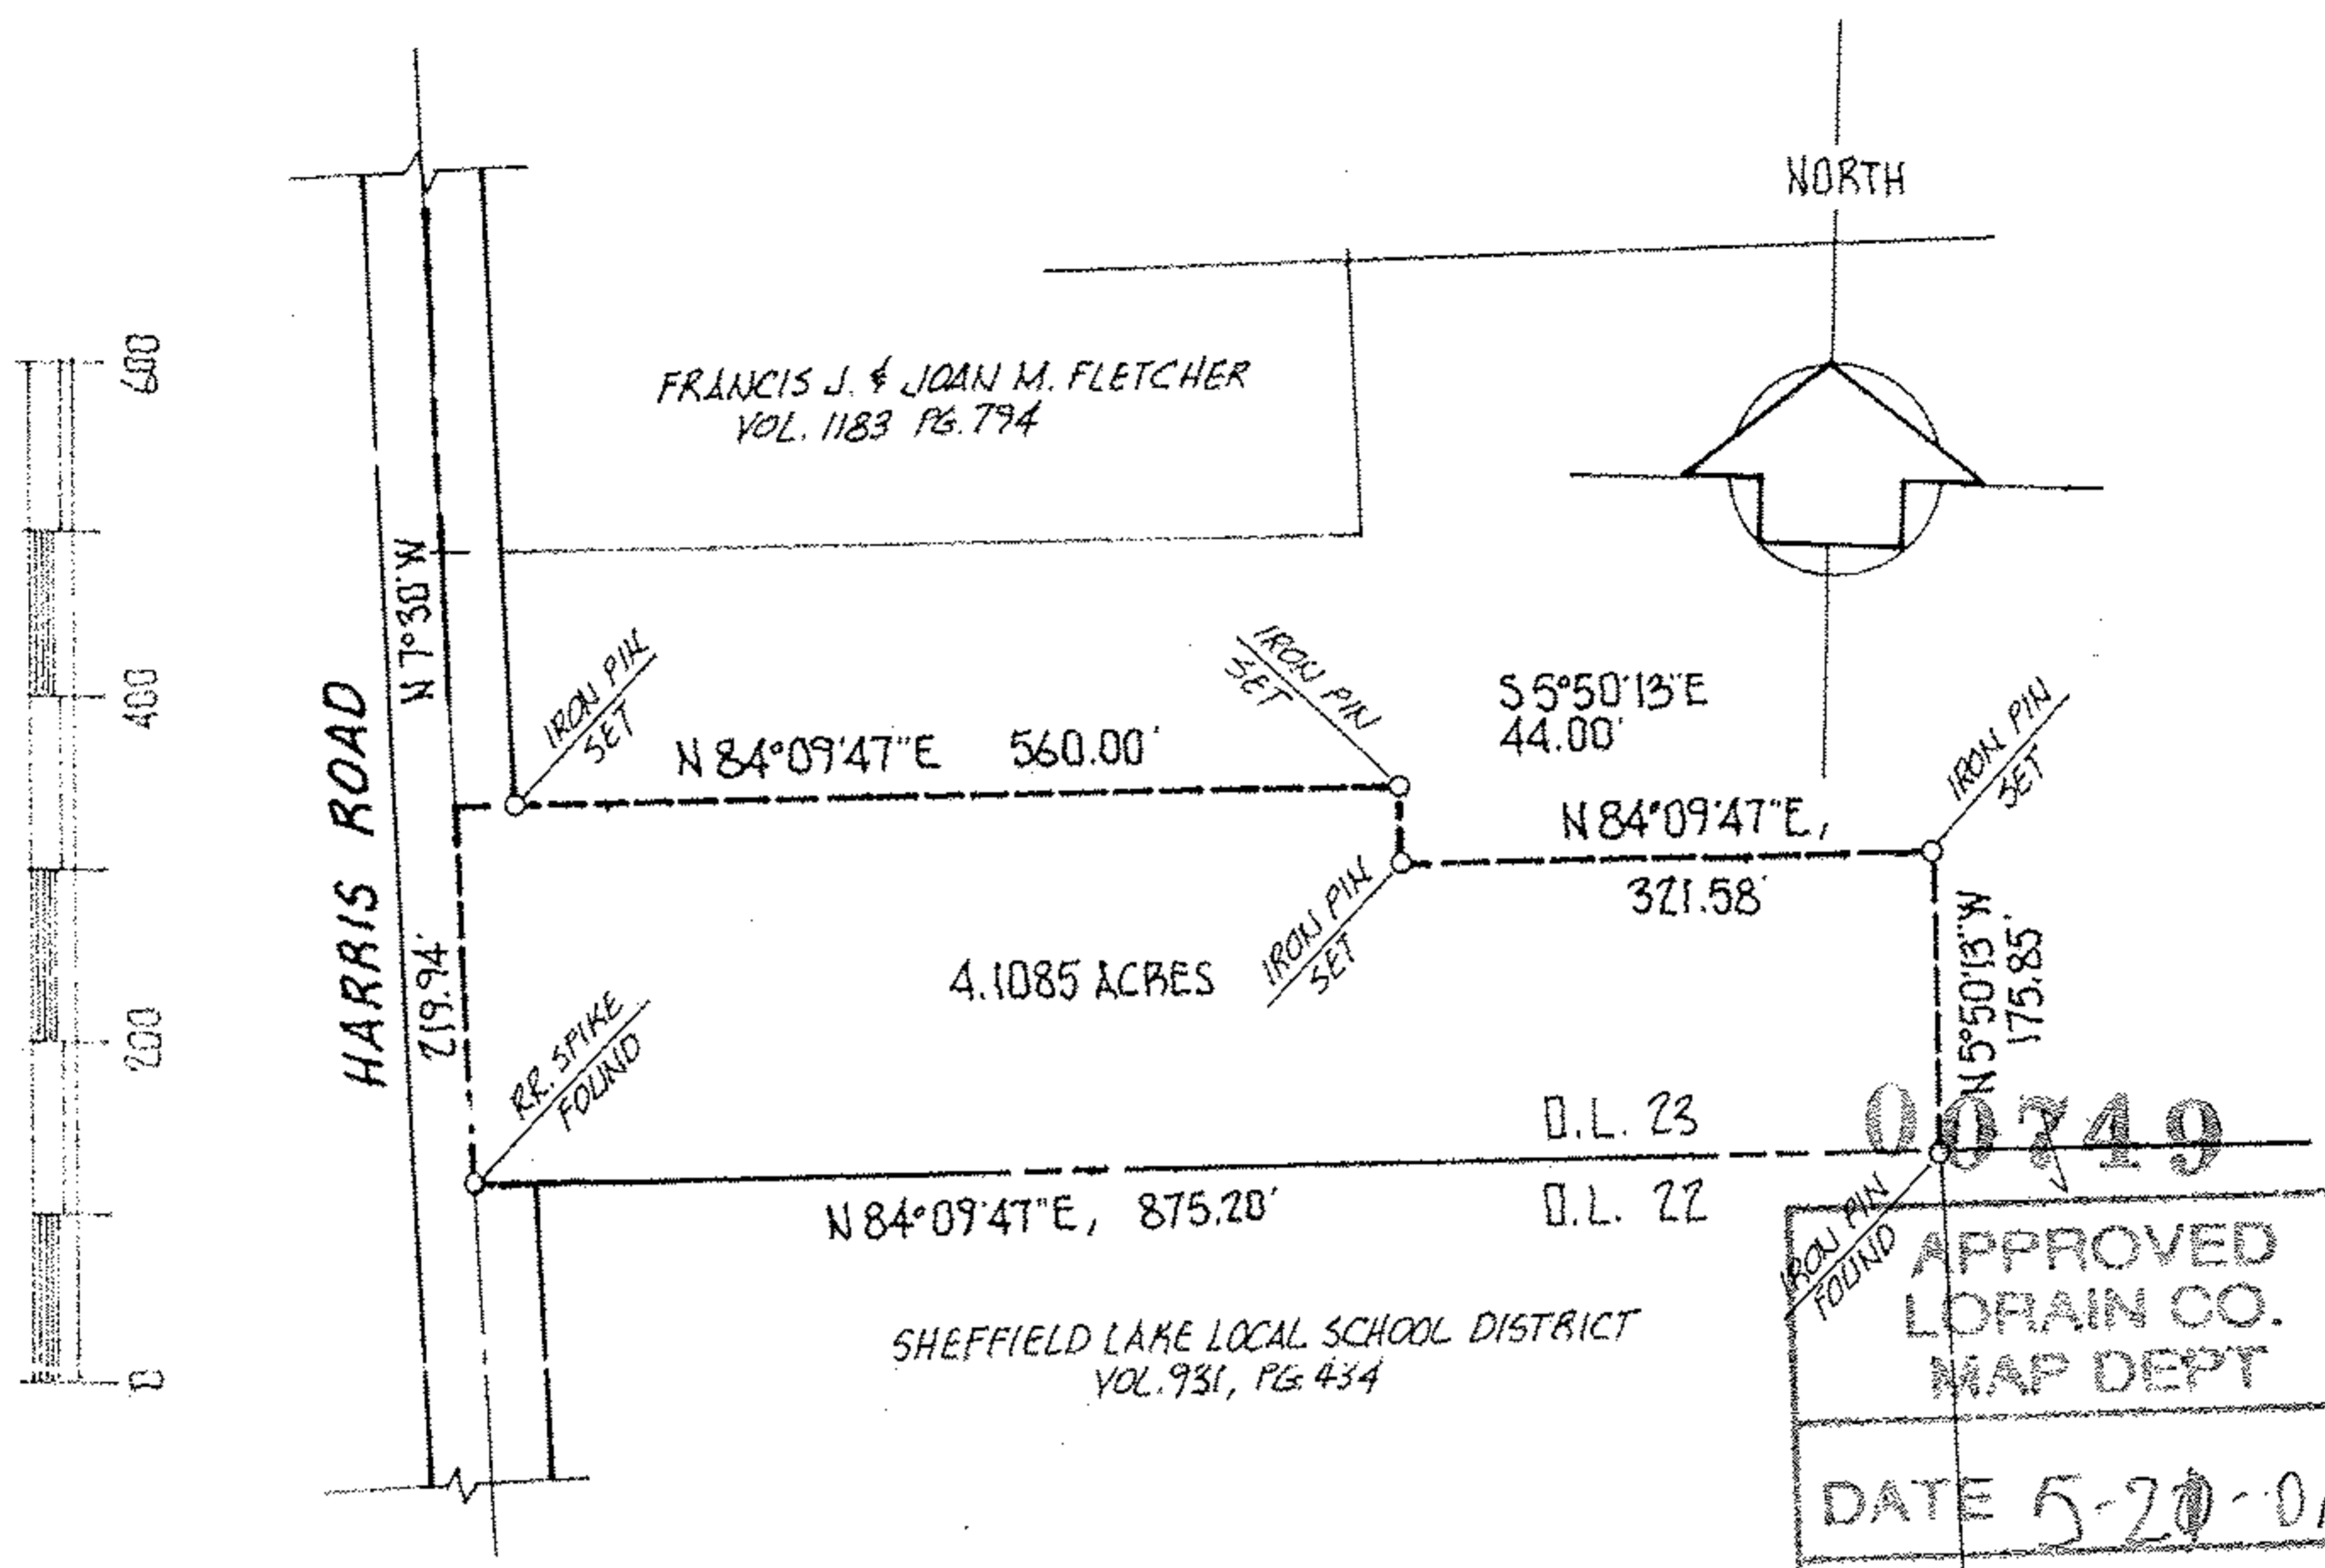 NORTH
600
400
200
0
FRANCIS J. & JOAN M. FLETCHER
VOL. 1183 PG. 794
HARRIS ROAD
N 7°30' W
219.94'
IRON PIN
SET
IRON PIN
SET
S 5°50'13"E
44.00'
IRON PIN
SET
N 84°09'47"E 560.00'
N 84°09'47"E,
321.58'
IRON PIN
SET
4.1085 ACRES
N 5°50'13" W
175.85'
RR. SPIKE
FOUND
O.L. 23
00749
N 84°09'47"E, 875.20'
O.L. 22
IRON PIN
FOUND
APPROVED
LORAIN CO.
MAP DEPT
SHEFFIELD LAKE LOCAL SCHOOL DISTRICT
VOL. 931, PG. 434
DATE